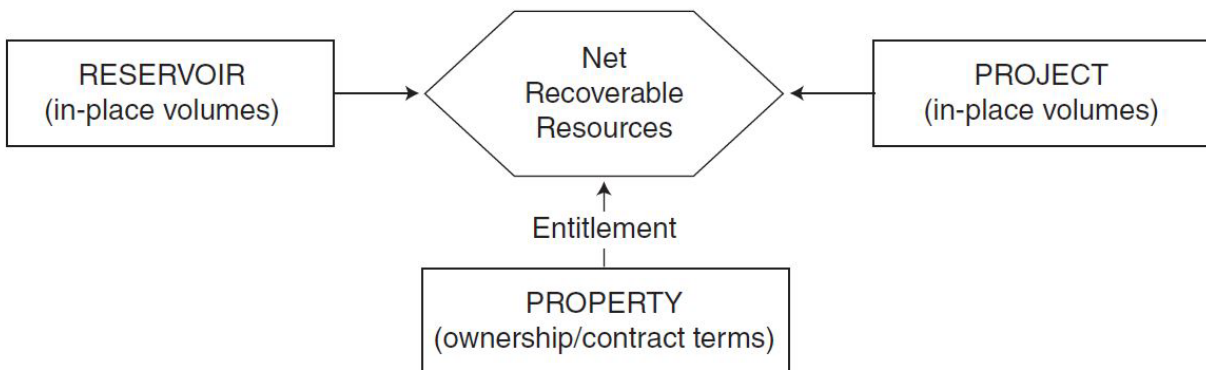 RESERVOIR
(in-place volumes)
Net
Recoverable
Resources
PROJECT
(in-place volumes)
Entitlement
PROPERTY
(ownership/contract terms)